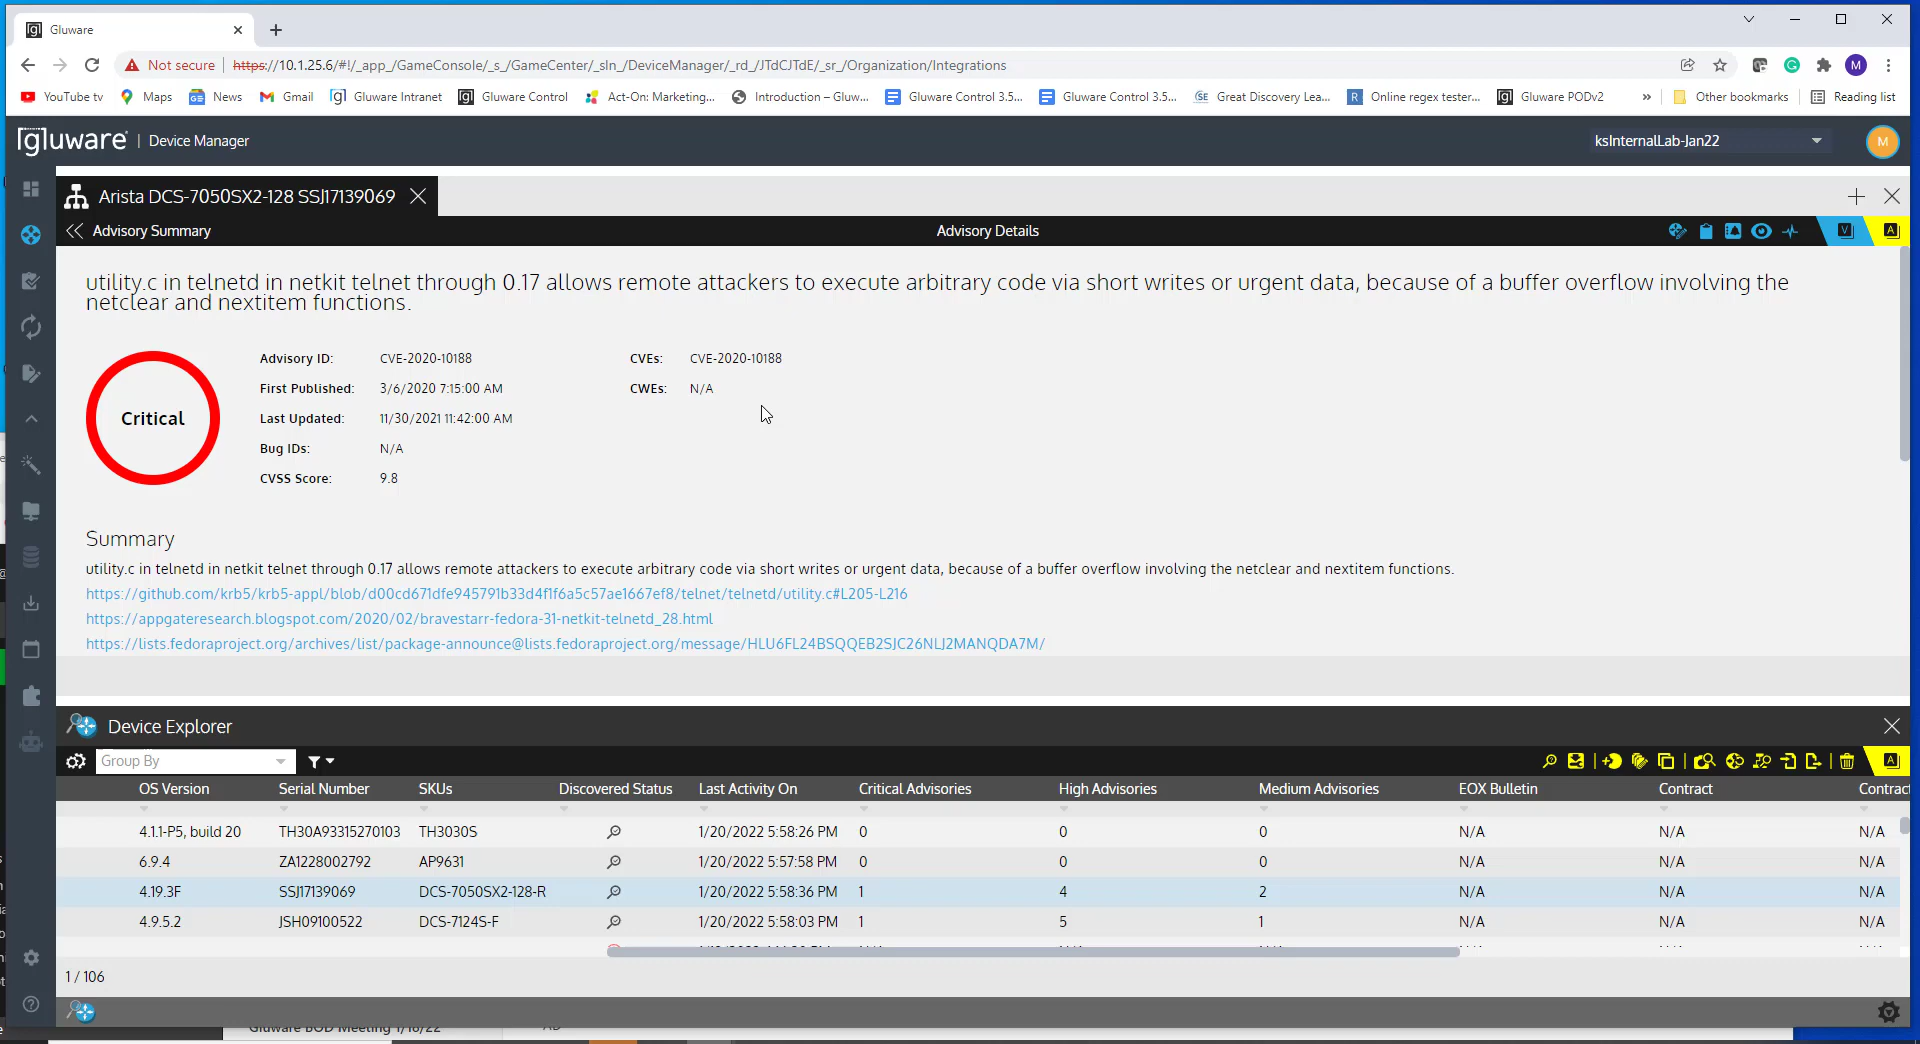 Gluware
Not secure https://10.1.25.6/#!/_app_/GameConsole/_s_/GameCenter/_sln_/DeviceManager/_rd_/JTdCJTdE/_sr_/Organization/Integrations
M
YouTube tv Maps News Gmail Gluware Intranet Gluware Control Act-On: Marketing... Introduction – Gluw... Gluware Control 3.5... Gluware Control 3.5... Great Discovery Lea... Online regex tester... Gluware PODv2 » Other bookmarks Reading list
[g]luware | Device Manager ksInternalLab-Jan22 M
Arista DCS-7050SX2-128 SSJ17139069
Advisory Summary Advisory Details V A
utility.c in telnetd in netkit telnet through 0.17 allows remote attackers to execute arbitrary code via short writes or urgent data, because of a buffer overflow involving the
netclear and nextitem functions.
Critical
Advisory ID: CVE-2020-10188 CVEs: CVE-2020-10188
First Published: 3/6/2020 7:15:00 AM CWEs: N/A
Last Updated: 11/30/2021 11:42:00 AM
Bug IDs: N/A
CVSS Score: 9.8
Summary
utility.c in telnetd in netkit telnet through 0.17 allows remote attackers to execute arbitrary code via short writes or urgent data, because of a buffer overflow involving the netclear and nextitem functions.
https://github.com/krb5/krb5-appl/blob/d00cd671dfe945791b33d4f1f6a5c57ae1667ef8/telnet/telnetd/utility.c#L205-L216
https://appgateresearch.blogspot.com/2020/02/bravestarr-fedora-31-netkit-telnetd_28.html
https://lists.fedoraproject.org/archives/list/package-announce@lists.fedoraproject.org/message/HLU6FL24BSQQEB2SJC26NLJ2MANQDA7M/
Device Explorer
Group By A
OS Version Serial Number SKUs Discovered Status Last Activity On Critical Advisories High Advisories Medium Advisories EOX Bulletin Contract Contrac
4.1.1-P5, build 20 TH30A93315270103 TH3030S 1/20/2022 5:58:26 PM 0 0 0 N/A N/A N/A
6.9.4 ZA1228002792 AP9631 1/20/2022 5:57:58 PM 0 0 0 N/A N/A N/A
4.19.3F SSJ17139069 DCS-7050SX2-128-R 1/20/2022 5:58:36 PM 1 4 2 N/A N/A N/A
4.9.5.2 JSH09100522 DCS-7124S-F 1/20/2022 5:58:03 PM 1 5 1 N/A N/A N/A
1 / 106
Gluware BOD Meeting 1/18/22